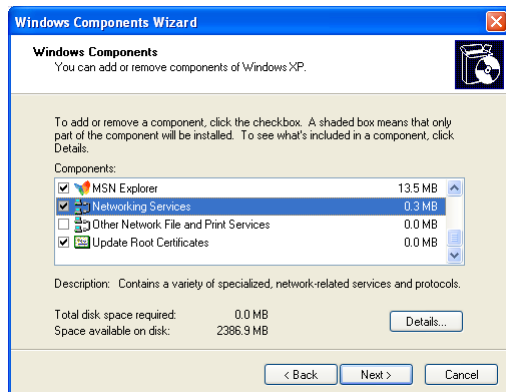 Windows Components Wizard
Windows Components
You can add or remove components of Windows XP.
To add or remove a component, click the checkbox. A shaded box means that only
part of the component will be installed. To see what's included in a component, click
Details.
Components:
MSN Explorer 13.5 MB
Networking Services 0.3 MB
Other Network File and Print Services 0.0 MB
Update Root Certificates 0.0 MB
Description: Contains a variety of specialized, network-related services and protocols.
Total disk space required: 0.0 MB
Space available on disk: 2386.9 MB
Details...
< Back Next > Cancel